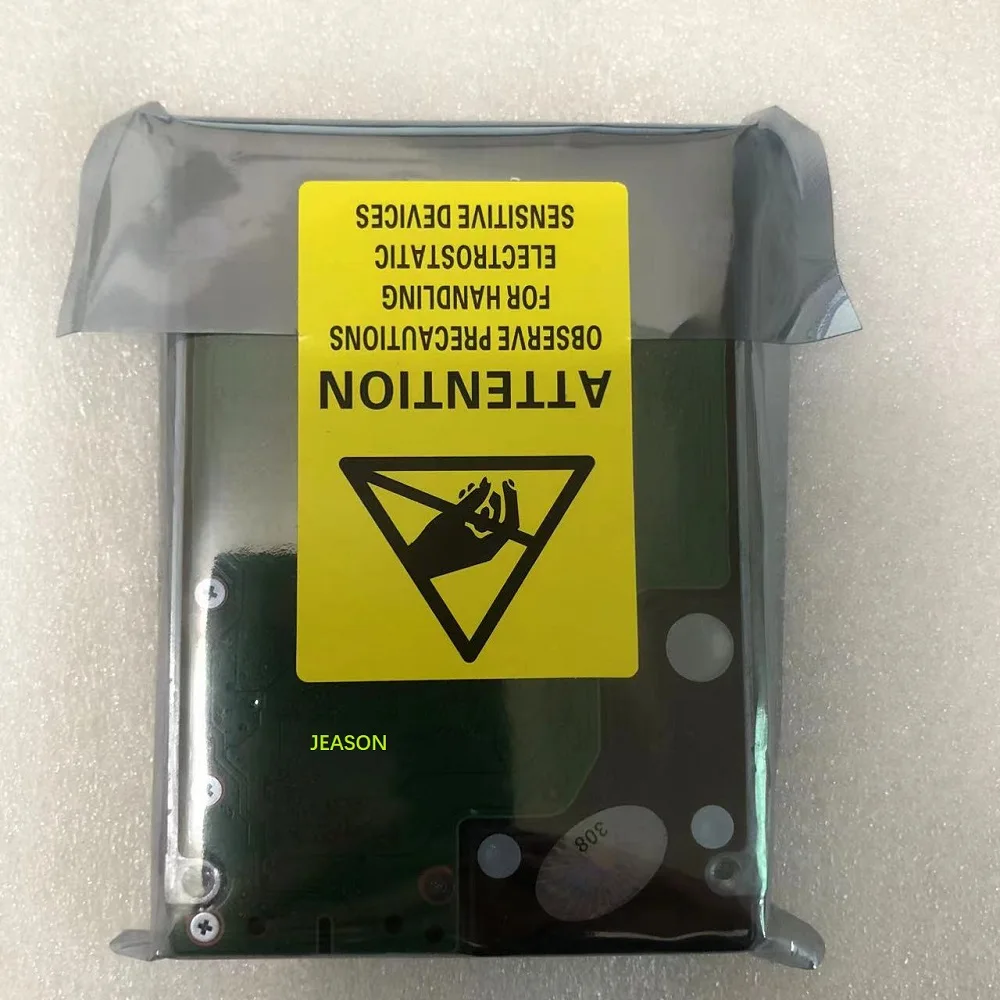 ATTENTION
OBSERVE PRECAUTIONS
FOR HANDLING
ELECTROSTATIC
SENSITIVE DEVICES
JEASON
308